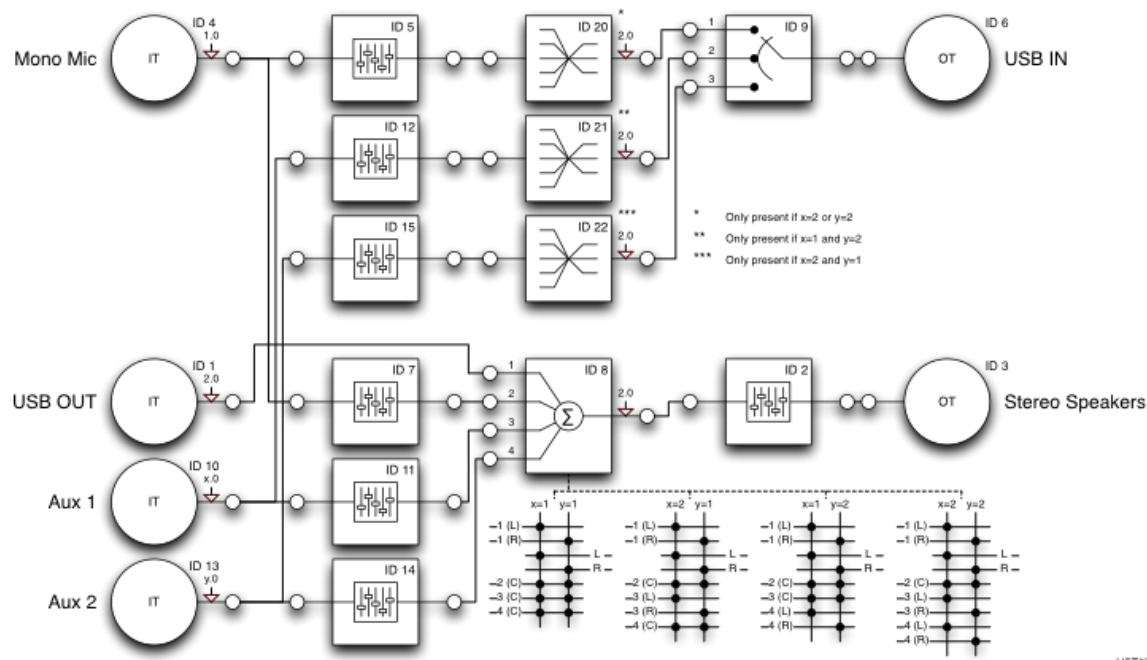 ID 4
1.0
Mono Mic
IT
ID 5
ID 20
*
2.0
1
2
3
ID 9
ID 6
OT
USB IN
ID 12
ID 21
**
2.0
ID 15
ID 22
***
2.0
* Only present if x=2 or y=2
** Only present if x=1 and y=2
*** Only present if x=2 and y=1
ID 1
2.0
USB OUT
IT
ID 7
1
2
3
4
ID 8
Σ
2.0
ID 2
ID 3
OT
Stereo Speakers
ID 10
x.0
Aux 1
IT
ID 11
ID 13
y.0
Aux 2
IT
ID 14
x=1 y=1
–1 (L)
–1 (R)
L –
R –
–2 (C)
–3 (C)
–4 (C)
x=2 y=1
–1 (L)
–1 (R)
L –
R –
–2 (C)
–3 (L)
–3 (R)
–4 (C)
x=1 y=2
–1 (L)
–1 (R)
L –
R –
–2 (C)
–3 (C)
–4 (L)
–4 (R)
x=2 y=2
–1 (L)
–1 (R)
L –
R –
–2 (C)
–3 (L)
–3 (R)
–4 (L)
–4 (R)